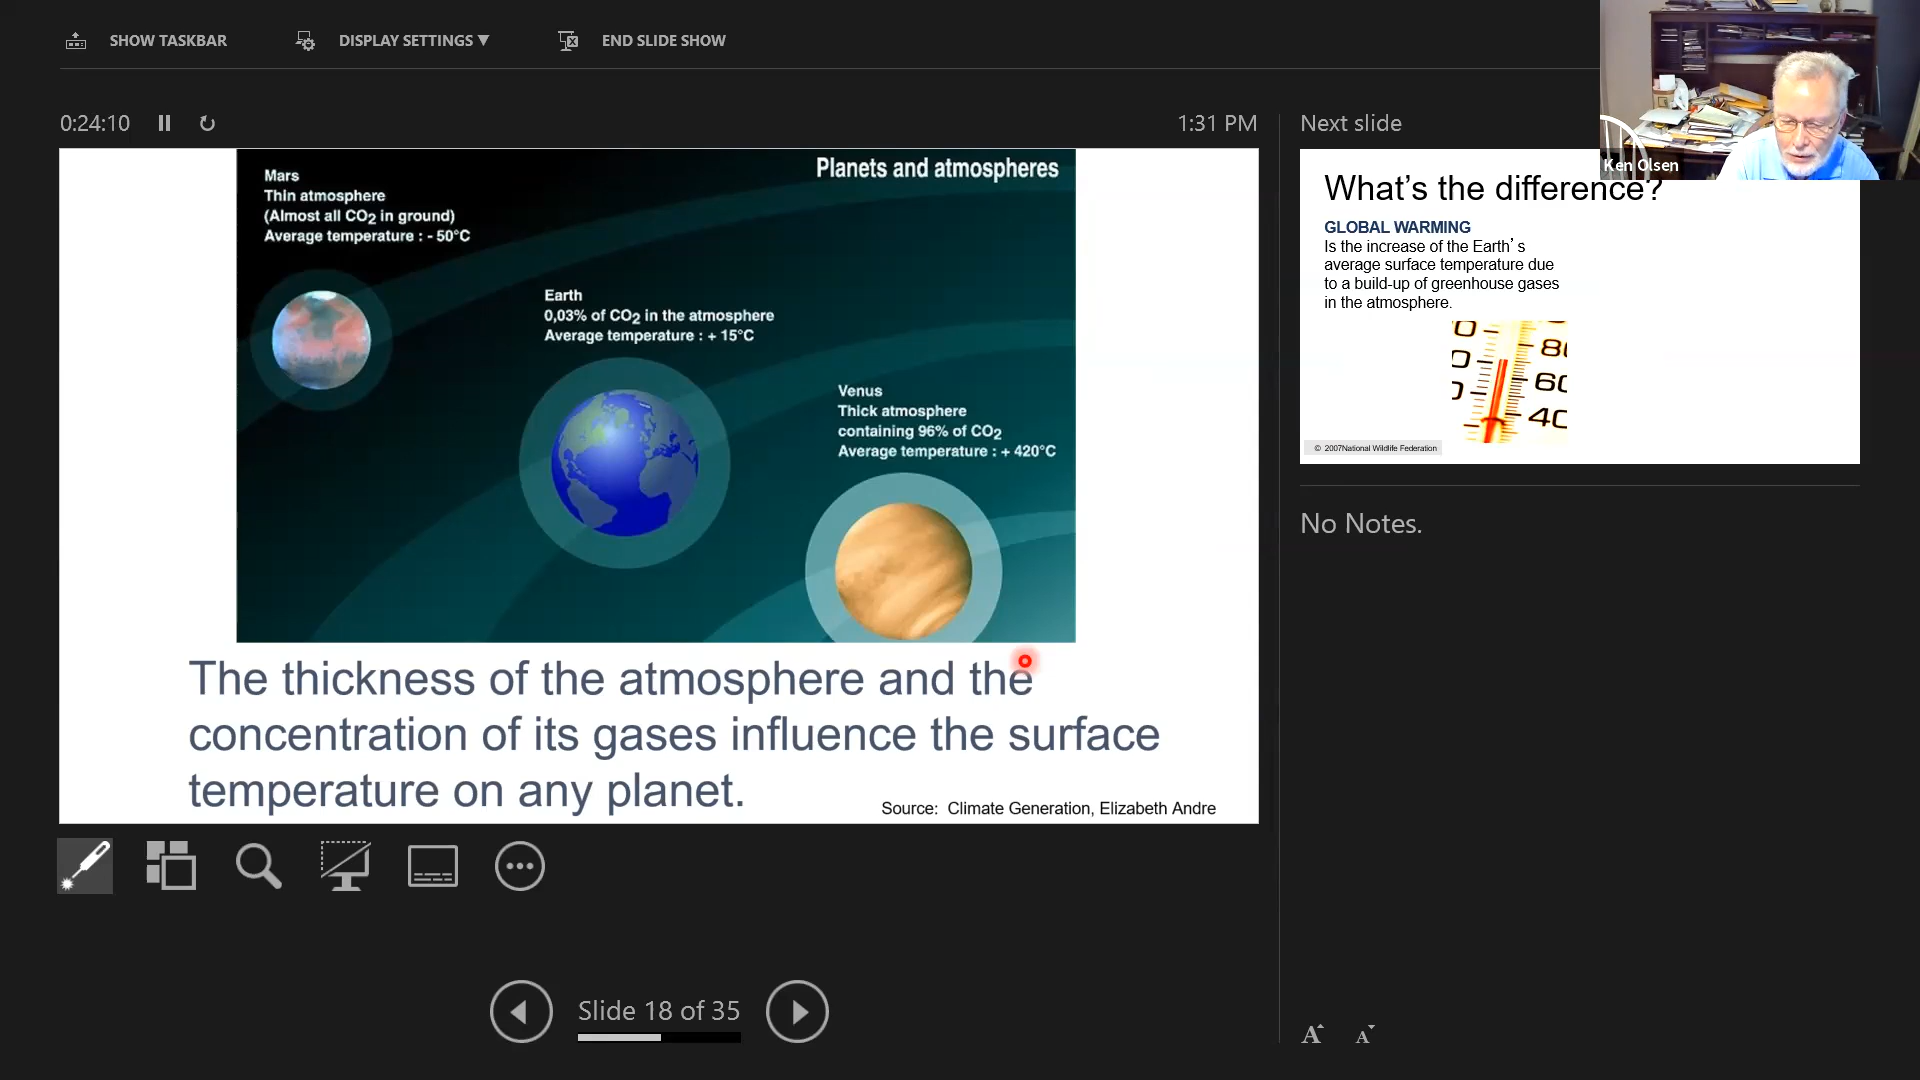 SHOW TASKBAR
DISPLAY SETTINGS ▼
END SLIDE SHOW
0:24:10
1:31 PM
Next slide
Ken Olsen
Planets and atmospheres
Mars
Thin atmosphere
(Almost all CO2 in ground)
Average temperature : - 50°C
Earth
0,03% of CO2 in the atmosphere
Average temperature : + 15°C
Venus
Thick atmosphere
containing 96% of CO2
Average temperature : + 420°C
The thickness of the atmosphere and the
concentration of its gases influence the surface
temperature on any planet.
Source: Climate Generation, Elizabeth Andre
What’s the difference?
GLOBAL WARMING
Is the increase of the Earth’s
average surface temperature due
to a build-up of greenhouse gases
in the atmosphere.
© 2007National Wildlife Federation
No Notes.
Slide 18 of 35
A A